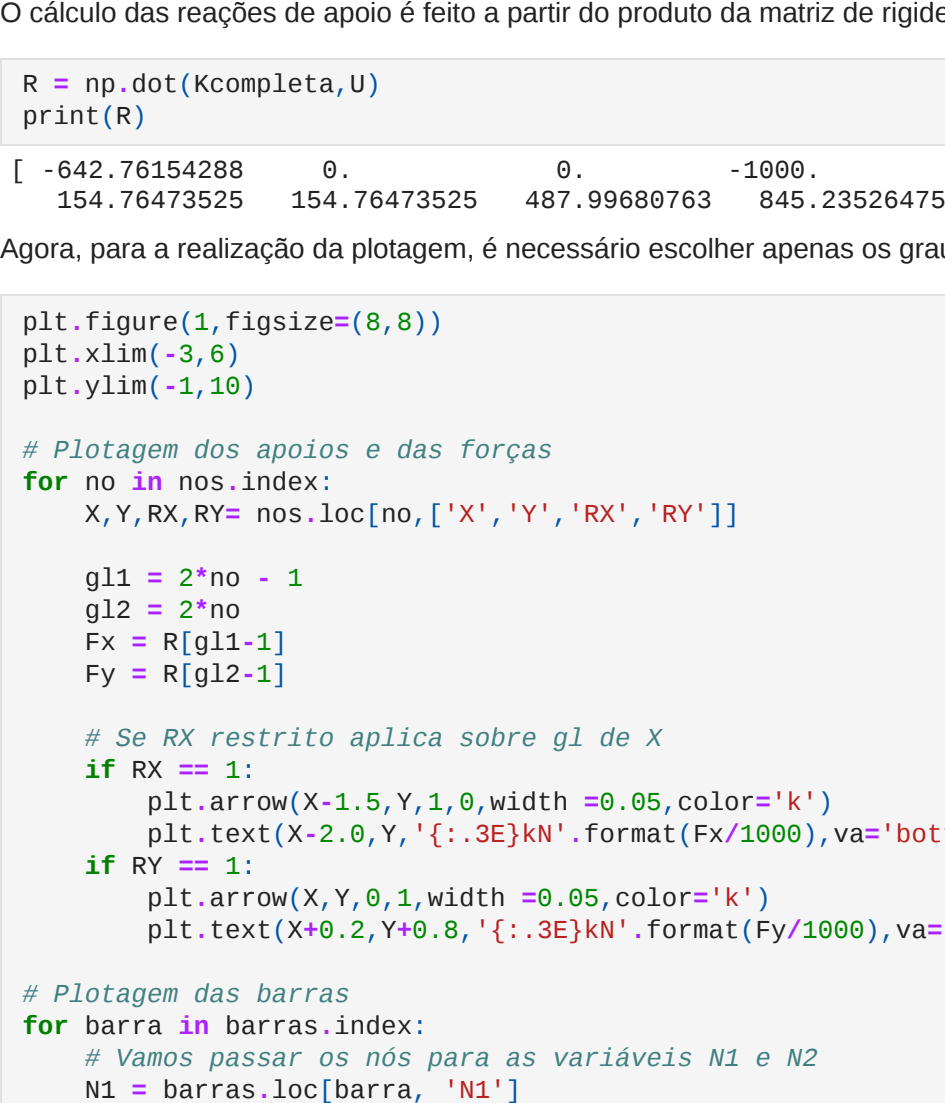 O cálculo das reações de apoio é feito a partir do produto da matriz de
R = np.dot(Kcompleta,U)
print(R)
[ -642.76154288 0. 0. -1000.
154.76473525 154.76473525 487.99680763 845.23526475
Agora, para a realização da plotagem, é necessário escolher apenas os
plt.figure(1,figsize=(8,8))
plt.xlim(-3,6)
plt.ylim(-1,10)
# Plotagem dos apoios e das forças
for no in nos.index:
    X,Y,RX,RY= nos.loc[no,['X','Y','RX','RY']]
    gl1 = 2*no - 1
    gl2 = 2*no
    Fx = R[gl1-1]
    Fy = R[gl2-1]
    # Se RX restrito aplica sobre gl de X
    if RX == 1:
        plt.arrow(X-1.5,Y,1,0,width =0.05,color='k')
        plt.text(X-2.0,Y,'{:.3E}kN'.format(Fx/1000),va='bot
    if RY == 1:
        plt.arrow(X,Y,0,1,width =0.05,color='k')
        plt.text(X+0.2,Y+0.8,'{:.3E}kN'.format(Fy/1000),va=
# Plotagem das barras
for barra in barras.index:
    # Vamos passar os nós para as variáveis N1 e N2
    N1 = barras.loc[barra, 'N1']